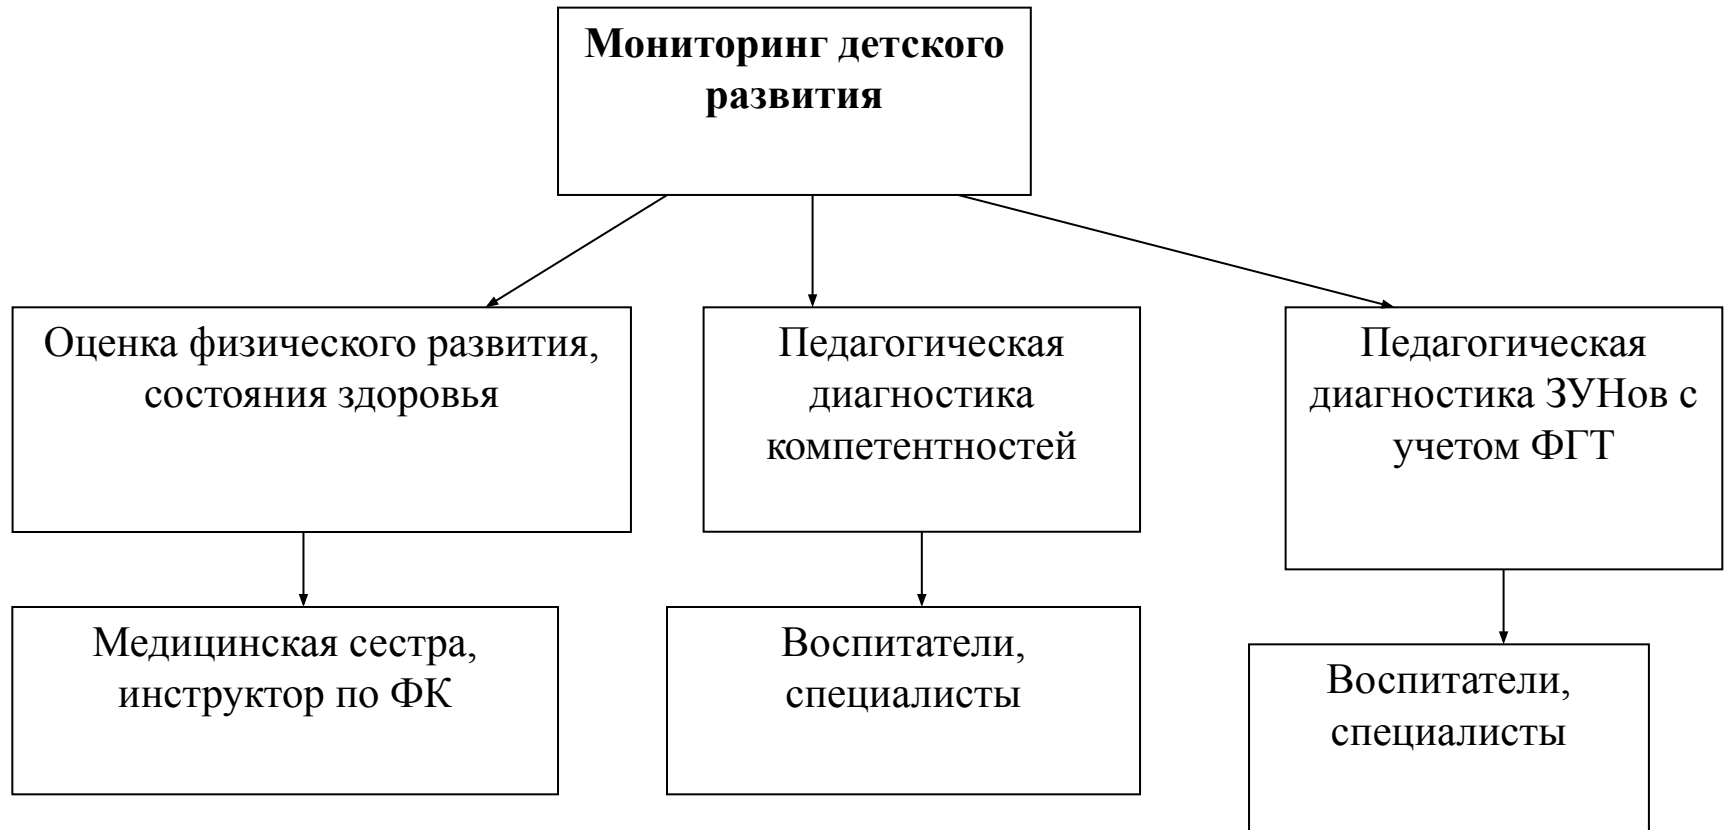 Мониторинг детского
развития
Оценка физического развития,
состояния здоровья
Педагогическая
диагностика
компетентностей
Педагогическая
диагностика ЗУНов с
учетом ФГТ
Медицинская сестра,
инструктор по ФК
Воспитатели,
специалисты
Воспитатели,
специалисты